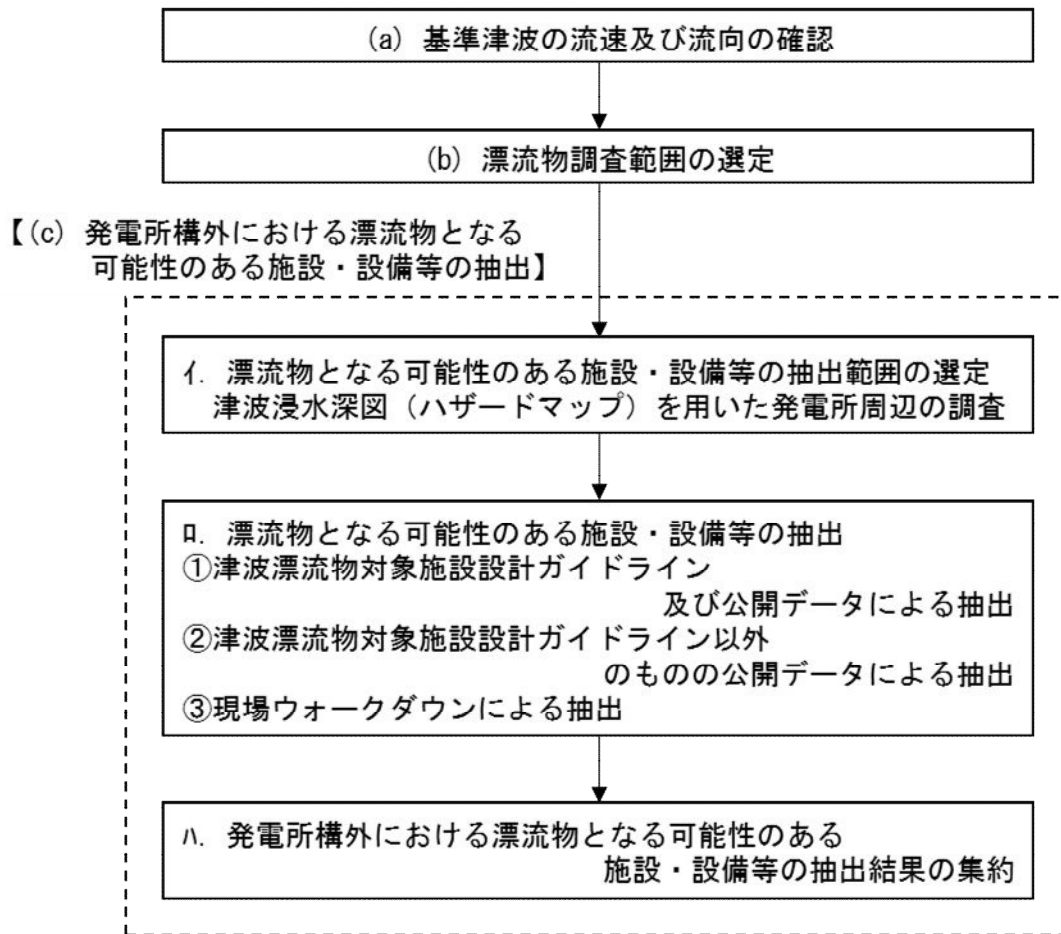 (a) 基準津波の流速及び流向の確認
(b) 漂流物調査範囲の選定
【(c) 発電所構外における漂流物となる
可能性のある施設・設備等の抽出】
ｲ. 漂流物となる可能性のある施設・設備等の抽出範囲の選定
津波浸水深図（ハザードマップ）を用いた発電所周辺の調査
ﾛ. 漂流物となる可能性のある施設・設備等の抽出
①津波漂流物対象施設設計ガイドライン
及び公開データによる抽出
②津波漂流物対象施設設計ガイドライン以外
のものの公開データによる抽出
③現場ウォークダウンによる抽出
ﾊ. 発電所構外における漂流物となる可能性のある
施設・設備等の抽出結果の集約